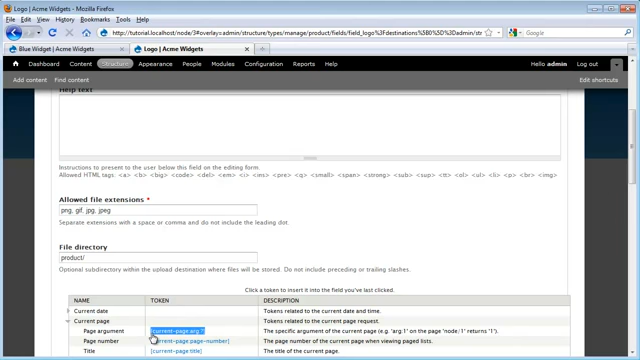 Logo | Acme Widgets - Mozilla Firefox
File Edit View History Bookmarks Tools Help
http://tutorial.localhost/node/3#overlay=admin/structure/types/manage/product/fields/field_logo%3Fdestinations%5B0%5D%3Dadmin/str
Google
Blue Widget | Acme Widgets
Logo | Acme Widgets
Dashboard Content Structure Appearance People Modules Configuration Reports Help
Hello admin Log out
Add content Find content
Edit shortcuts
Help text
Instructions to present to the user below this field on the editing form.
Allowed HTML tags: <a> <b> <big> <code> <del> <em> <i> <ins> <pre> <q> <small> <span> <strong> <sub> <sup> <tt> <ol> <ul> <li> <p> <br> <img>
Allowed file extensions *
png, gif, jpg, jpeg
Separate extensions with a space or comma and do not include the leading dot.
File directory
product/
Optional subdirectory within the upload destination where files will be stored. Do not include preceding or trailing slashes.
Click a token to insert it into the field you've last clicked.
NAME TOKEN DESCRIPTION
Current date Tokens related to the current date and time.
Current page Tokens related to the current page request.
Page argument [current-page:arg:?] The specific argument of the current page (e.g. 'arg:1' on the page 'node/1' returns '1').
Page number [current-page:page-number] The page number of the current page when viewing paged lists.
Title [current-page:title] The title of the current page.